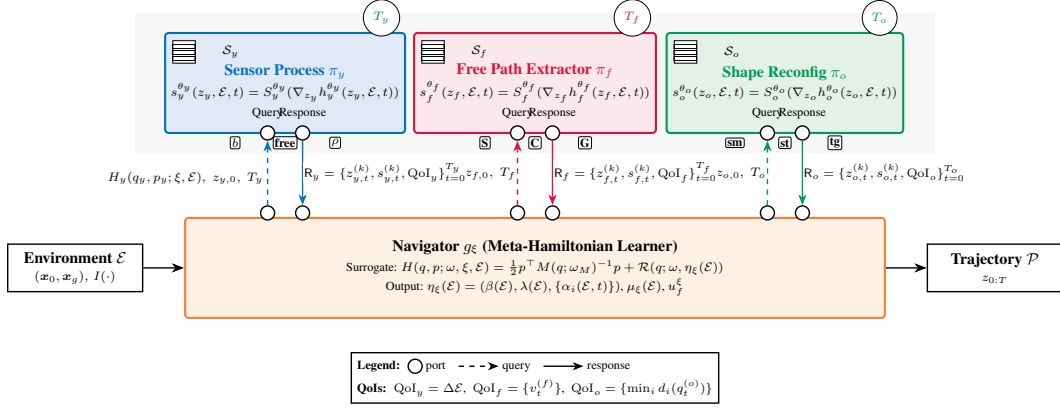 T_y
T_f
T_o
S_y
S_f
S_o
Sensor Process π_y
Free Path Extractor π_f
Shape Reconfig π_o
s_y^{θ_y}(z_y, ℰ, t) = S_y^{θ_y}(∇_{z_y} h_y^{θ_y}(z_y, ℰ, t))
s_f^{θ_f}(z_f, ℰ, t) = S_f^{θ_f}(∇_{z_f} h_f^{θ_f}(z_f, ℰ, t))
s_o^{θ_o}(z_o, ℰ, t) = S_o^{θ_o}(∇_{z_o} h_o^{θ_o}(z_o, ℰ, t))
Query Response
Query Response
Query Response
b free ρ
S C G
sm st tg
H_y(q_y, p_y; ξ, ℰ), z_{y,0}, T_y
R_y = {z_{y,t}^{(k)}, s_{y,t}^{(k)}, QoI_y}_{t=0}^{T_y}
z_{f,0}, T_f
R_f = {z_{f,t}^{(k)}, s_{f,t}^{(k)}, QoI_f}_{t=0}^{T_f}
z_{o,0}, T_o
R_o = {z_{o,t}^{(k)}, s_{o,t}^{(k)}, QoI_o}_{t=0}^{T_o}
Environment ℰ
(x_0, x_g), I(·)
Navigator g_ξ (Meta-Hamiltonian Learner)
Surrogate: H(q, p; ω, ξ, ℰ) = ½ p^⊤ M(q; ω_M)^{-1} p + ℛ(q; ω, η_ξ(ℰ))
Output: η_ξ(ℰ) = (β(ℰ), λ(ℰ), {α_i(ℰ, t)}), μ_ξ(ℰ), u_f^ξ
Trajectory 𝒫
z_{0:T}
Legend: port query response
QoIs: QoI_y = Δℰ, QoI_f = {v_t^{(f)}}, QoI_o = {min_i d_i(q_t^{(o)})}